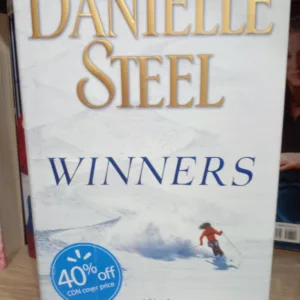 DANIELLE
STEEL
WINNERS
40% off
CDN cover price